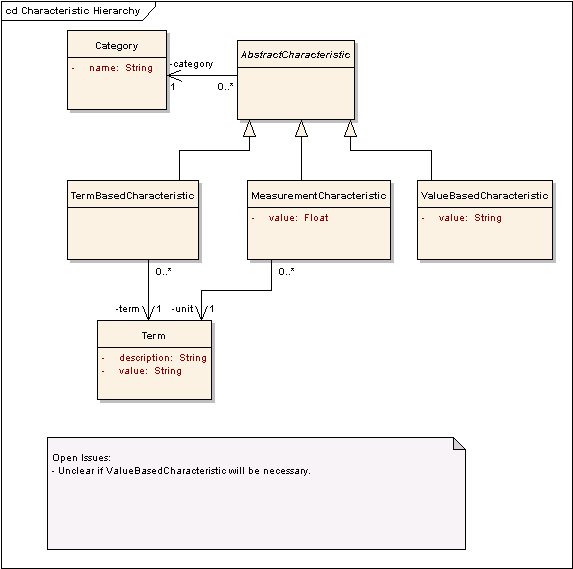 cd Characteristic Hierarchy
Category
- name: String
AbstractCharacteristic
-category
1
0..*
TermBasedCharacteristic
MeasurementCharacteristic
- value: Float
ValueBasedCharacteristic
- value: String
0..*
0..*
-term
1
-unit
1
Term
- description: String
- value: String
Open Issues:
- Unclear if ValueBasedCharacteristic will be necessary.